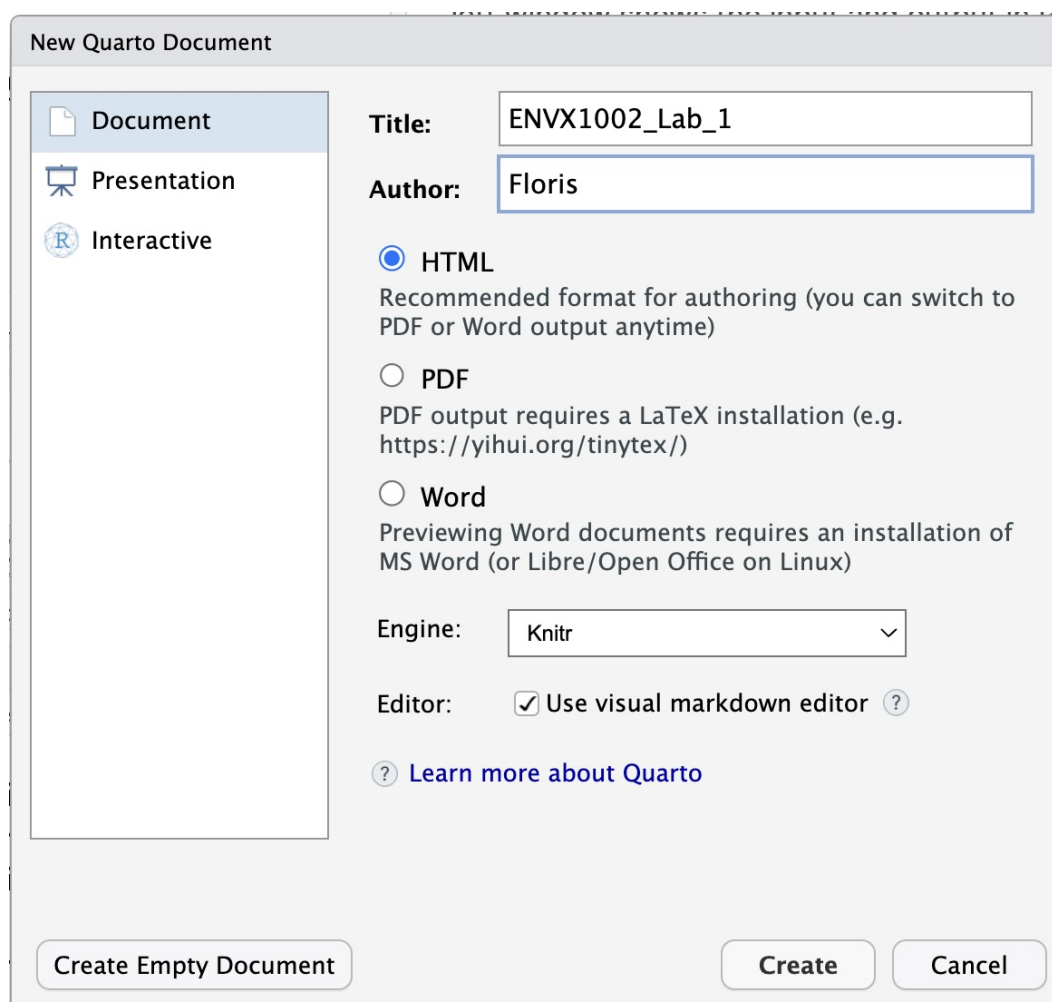 New Quarto Document
Document
Presentation
Interactive
Title:
ENVX1002_Lab_1
Author:
Floris
HTML
Recommended format for authoring (you can switch to
PDF or Word output anytime)
PDF
PDF output requires a LaTeX installation (e.g.
https://yihui.org/tinytex/)
Word
Previewing Word documents requires an installation of
MS Word (or Libre/Open Office on Linux)
Engine:
Knitr
Editor:
Use visual markdown editor ?
? Learn more about Quarto
Create Empty Document
Create
Cancel